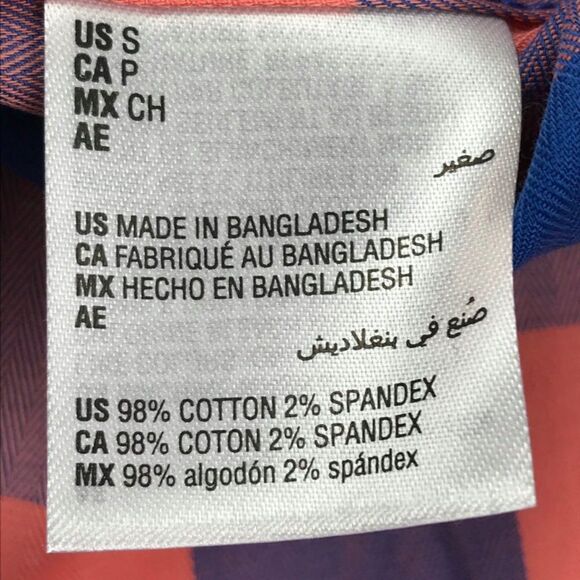 US S
CA P
MX CH
AE
صغير
US MADE IN BANGLADESH
CA FABRIQUÉ AU BANGLADESH
MX HECHO EN BANGLADESH
AE
صُنع في بنغلاديش
US 98% COTTON 2% SPANDEX
CA 98% COTON 2% SPANDEX
MX 98% algodón 2% spándex